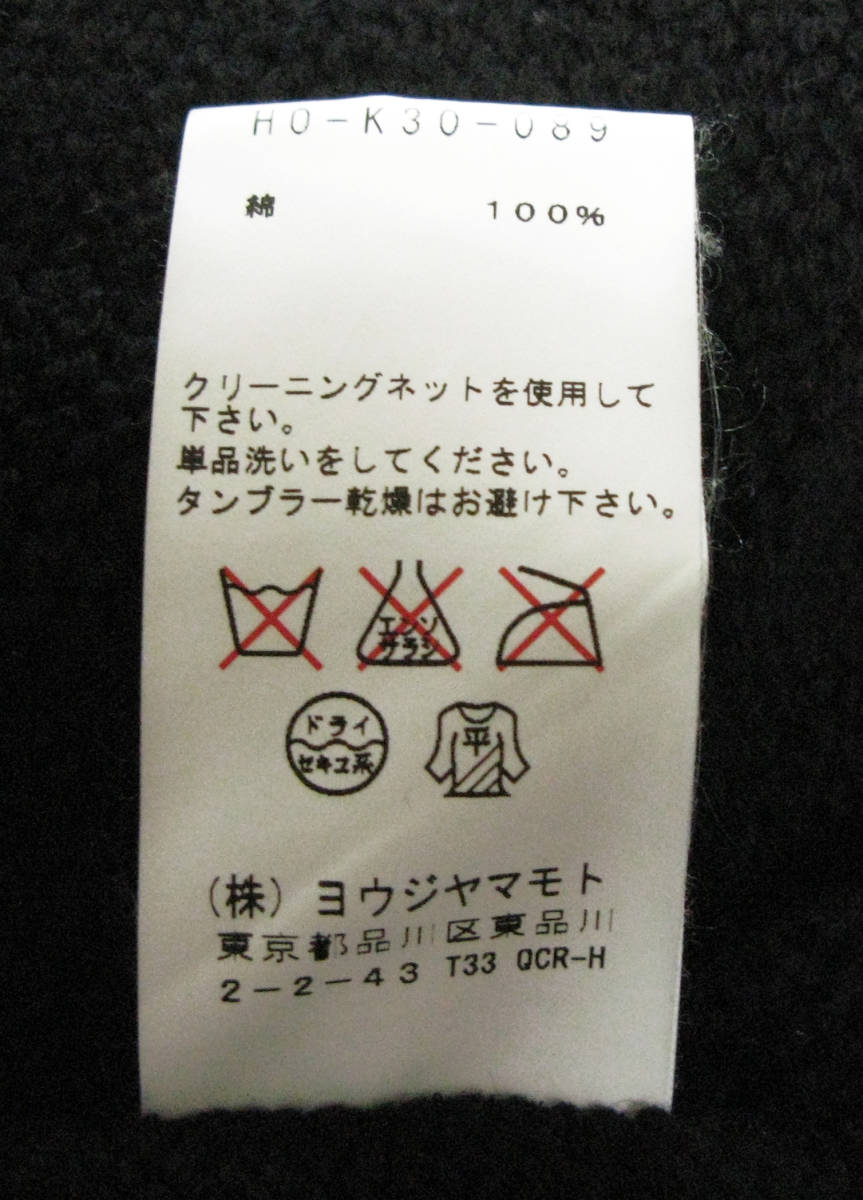 HO-K30-089
綿 100%
クリーニングネットを使用して
下さい。
単品洗いをしてください。
タンブラー乾燥はお避け下さい。
エンソ
サラシ
ドライ
セキユ系
平
(株) ヨウジヤマモト
東京都品川区東品川
2-2-43 T33 QCR-H